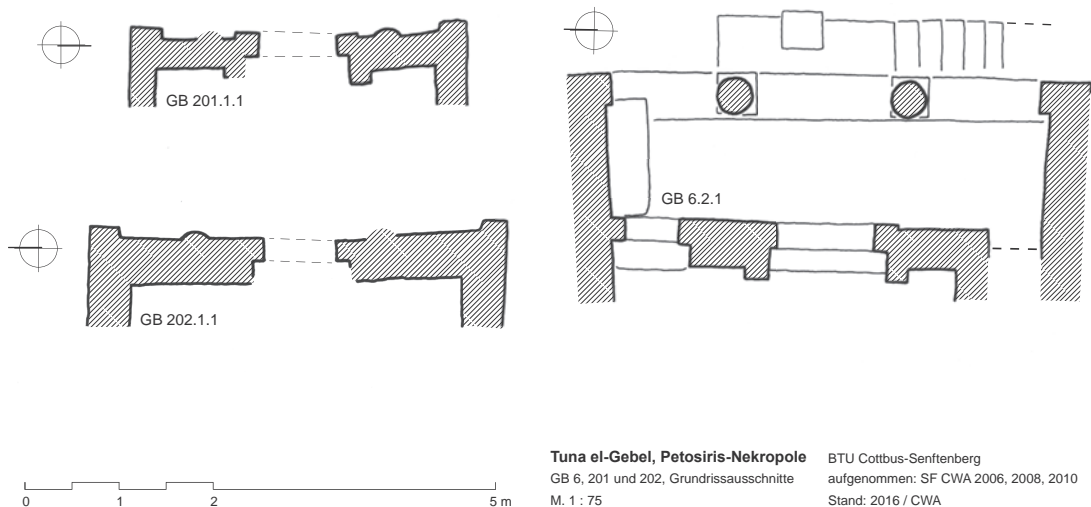 GB 201.1.1
GB 6.2.1
GB 202.1.1
0 1 2 5 m
Tuna el-Gebel, Petosiris-Nekropole
GB 6, 201 und 202, Grundrissausschnitte
M. 1 : 75
BTU Cottbus-Senftenberg
aufgenommen: SF CWA 2006, 2008, 2010
Stand: 2016 / CWA